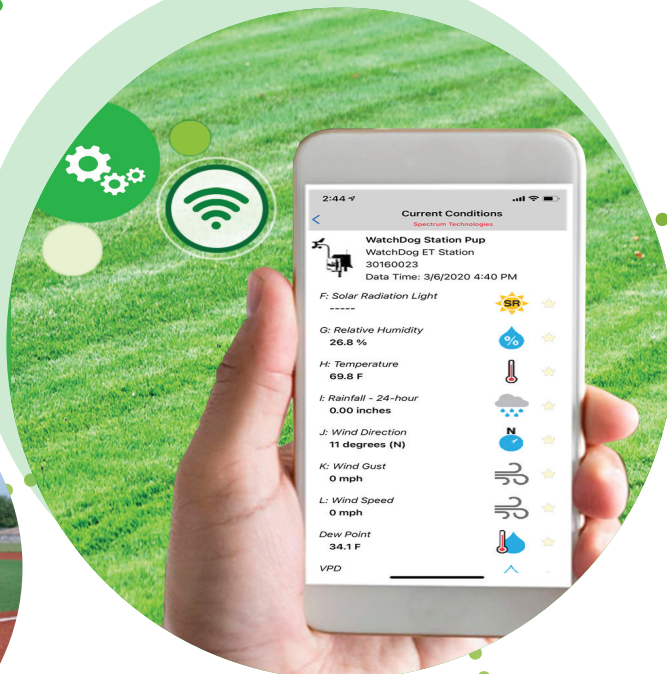 2:44
Current Conditions
Spectrum Technologies
WatchDog Station Pup
WatchDog ET Station
30160023
Data Time: 3/6/2020 4:40 PM
F: Solar Radiation Light
-----
SR
G: Relative Humidity
26.8 %
%
H: Temperature
69.8 F
I: Rainfall - 24-hour
0.00 inches
J: Wind Direction
11 degrees (N)
N
K: Wind Gust
0 mph
L: Wind Speed
0 mph
Dew Point
34.1 F
VPD